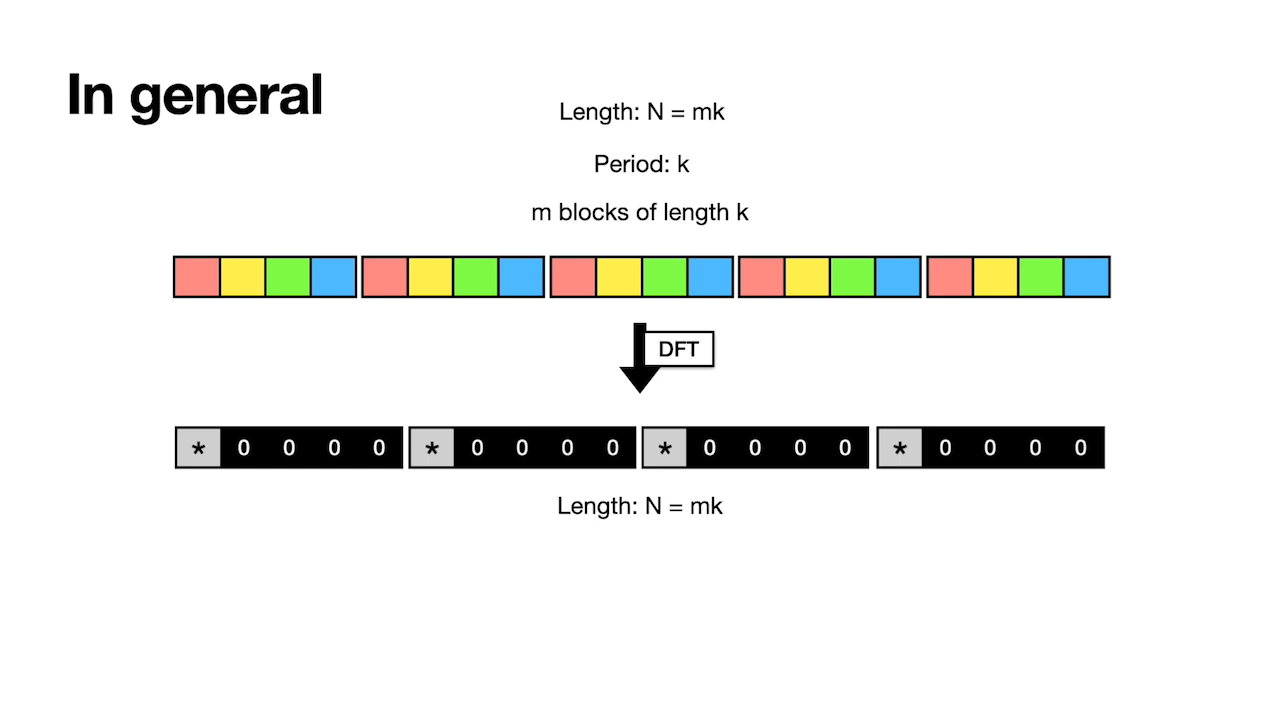 In general
Length: N = mk
Period: k
m blocks of length k
DFT
* 0 0 0 0 * 0 0 0 0 * 0 0 0 0 * 0 0 0 0
Length: N = mk